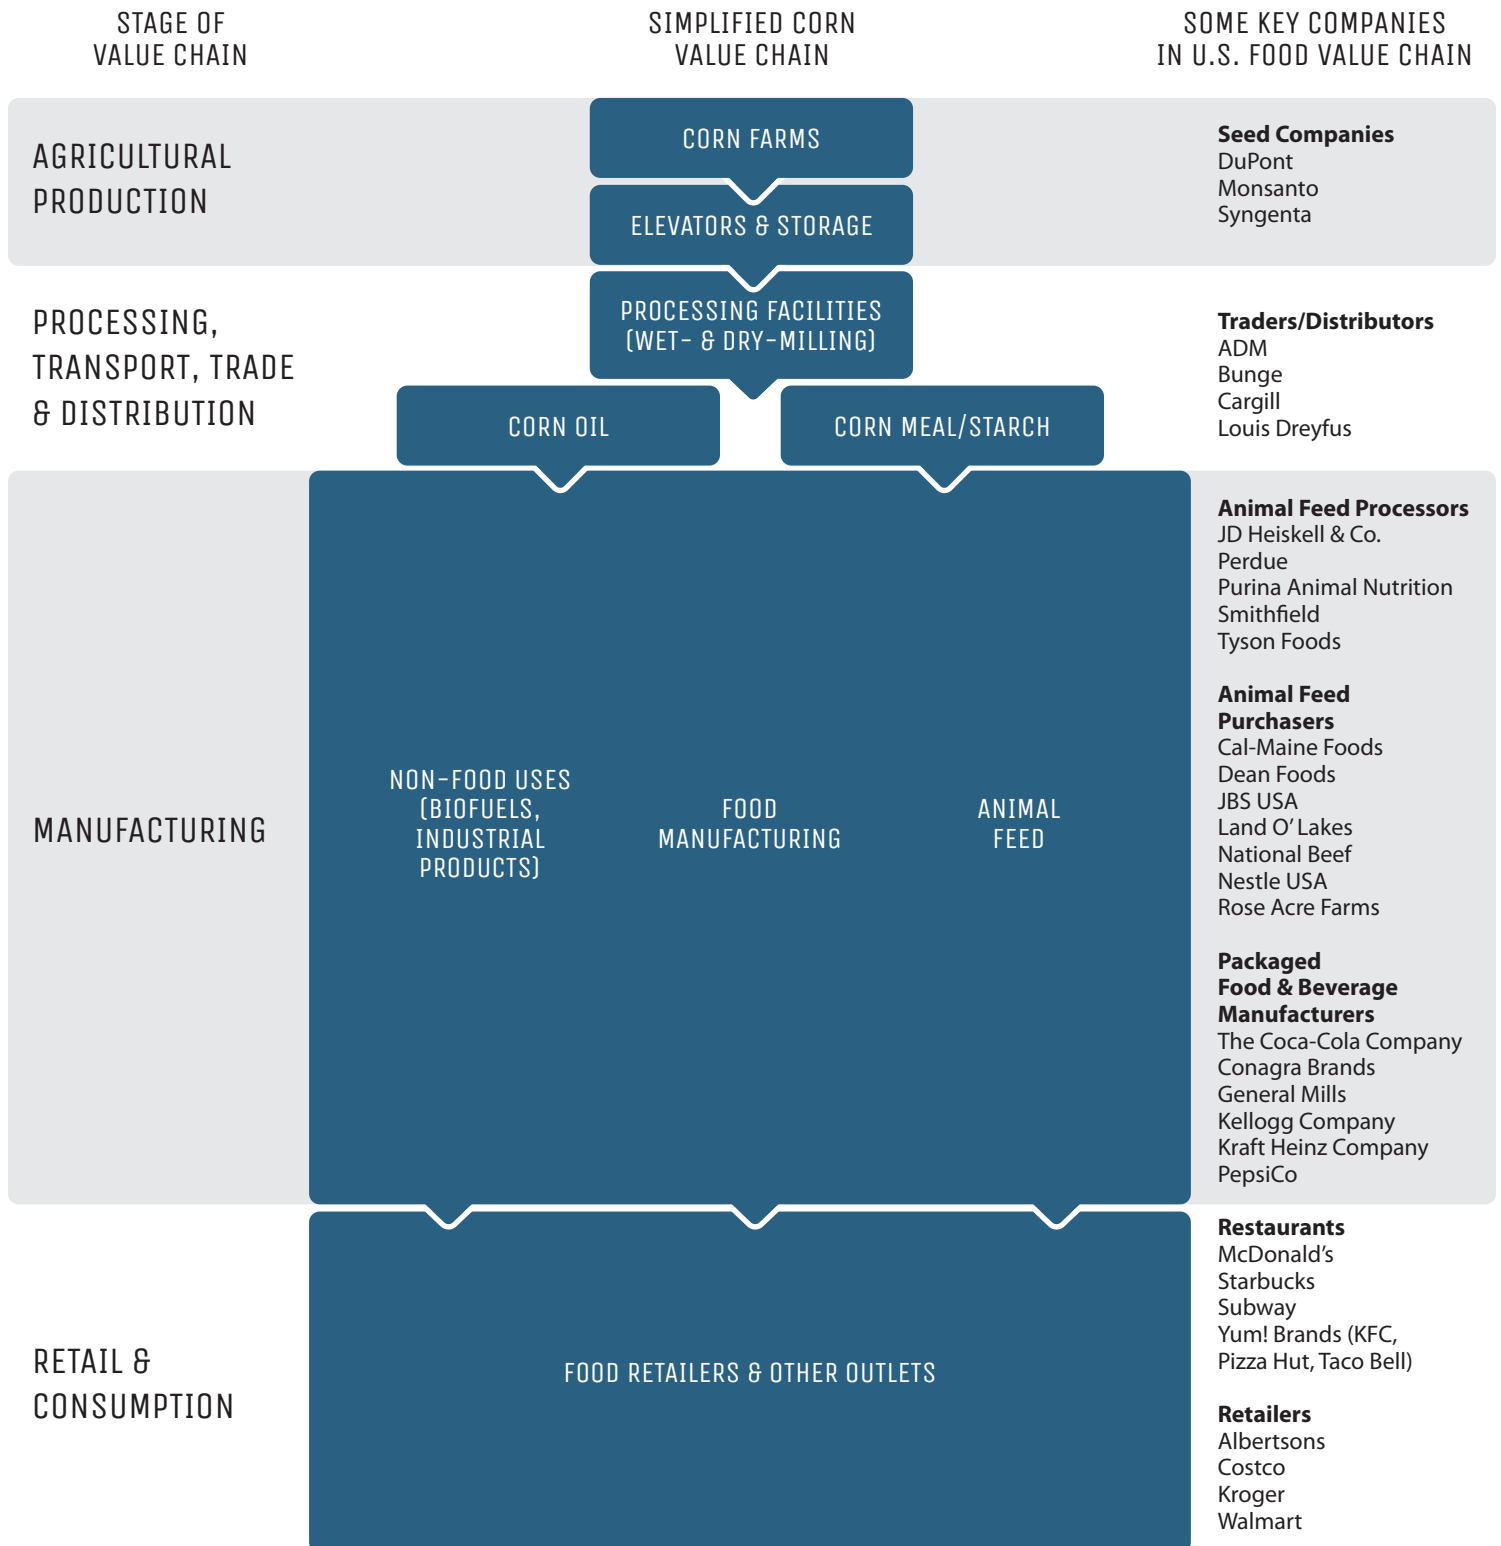 STAGE OF
VALUE CHAIN
SIMPLIFIED CORN
VALUE CHAIN
SOME KEY COMPANIES
IN U.S. FOOD VALUE CHAIN
AGRICULTURAL
PRODUCTION
CORN FARMS
ELEVATORS & STORAGE
Seed Companies
DuPont
Monsanto
Syngenta
PROCESSING,
TRANSPORT, TRADE
& DISTRIBUTION
PROCESSING FACILITIES
(WET- & DRY-MILLING)
CORN OIL
CORN MEAL/STARCH
Traders/Distributors
ADM
Bunge
Cargill
Louis Dreyfus
MANUFACTURING
NON-FOOD USES
(BIOFUELS,
INDUSTRIAL
PRODUCTS)
FOOD
MANUFACTURING
ANIMAL
FEED
Animal Feed Processors
JD Heiskell & Co.
Perdue
Purina Animal Nutrition
Smithfield
Tyson Foods
Animal Feed
Purchasers
Cal-Maine Foods
Dean Foods
JBS USA
Land O’ Lakes
National Beef
Nestle USA
Rose Acre Farms
Packaged
Food & Beverage
Manufacturers
The Coca-Cola Company
Conagra Brands
General Mills
Kellogg Company
Kraft Heinz Company
PepsiCo
RETAIL &
CONSUMPTION
FOOD RETAILERS & OTHER OUTLETS
Restaurants
McDonald’s
Starbucks
Subway
Yum! Brands (KFC,
Pizza Hut, Taco Bell)
Retailers
Albertsons
Costco
Kroger
Walmart